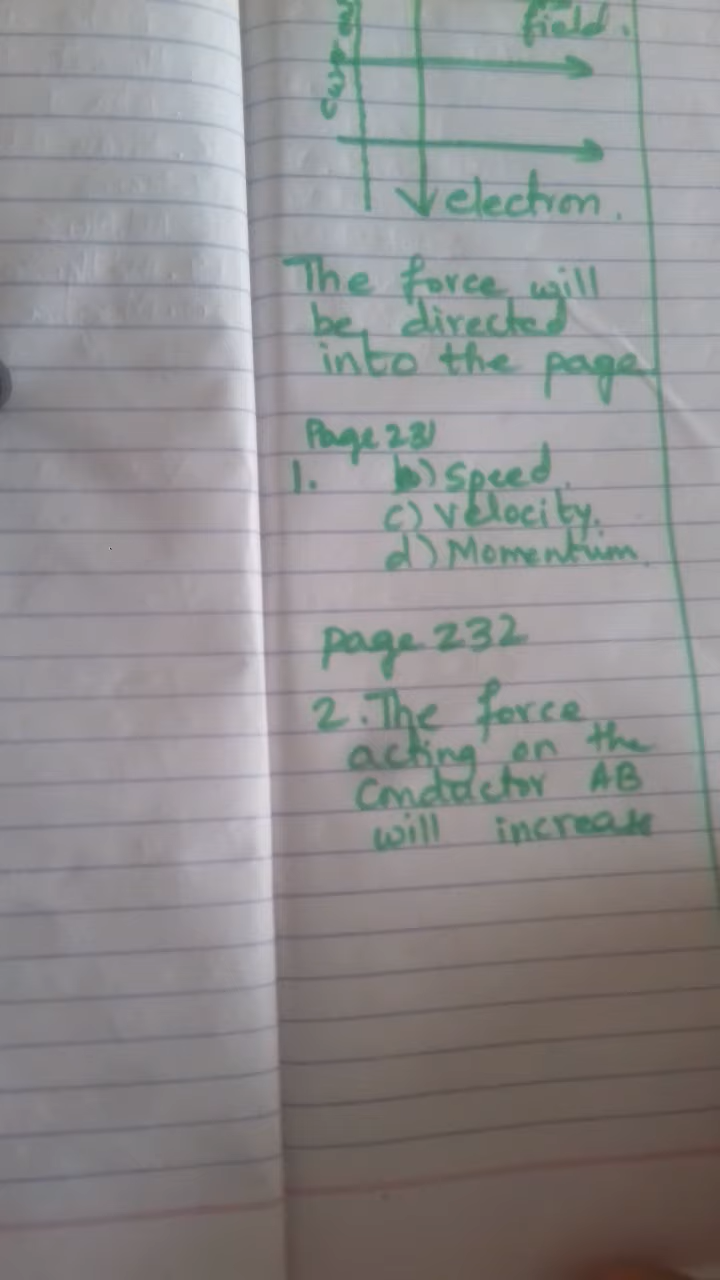 field.
electron.
The force will
be directed
into the page
Page 231
1. b) Speed.
c) Velocity.
d) Momentum.
page 232
2. The force
acting on the
conductor AB
will increase